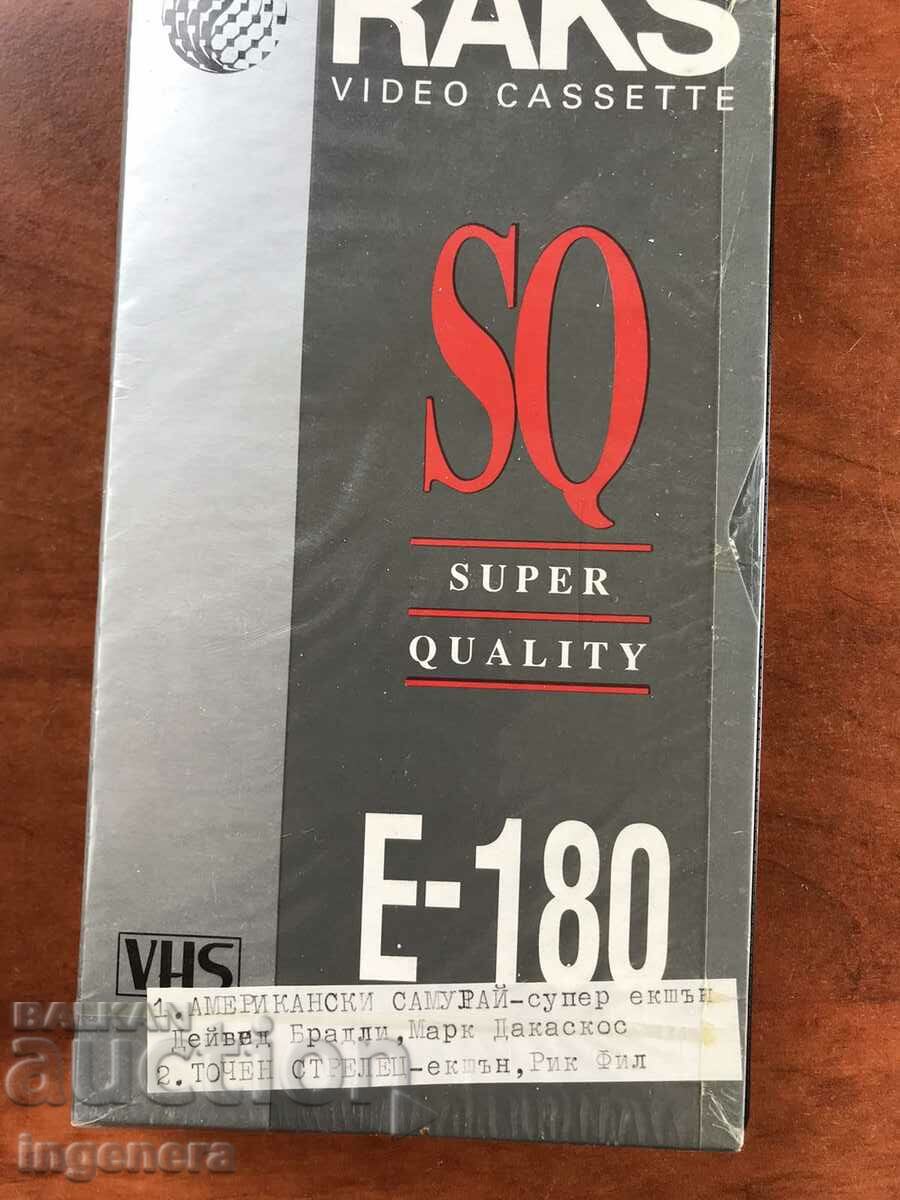 RAKS
VIDEO CASSETTE
SQ
SUPER
QUALITY
E-180
VHS
1. АМЕРИКАНСКИ САМУРАЙ-супер екшън
Дейвид Брадли, Марк Дакаскос
2. ТОЧЕН СТРЕЛЕЦ-екшън, Рик Фил
БАЛКАН
auction
ingenera